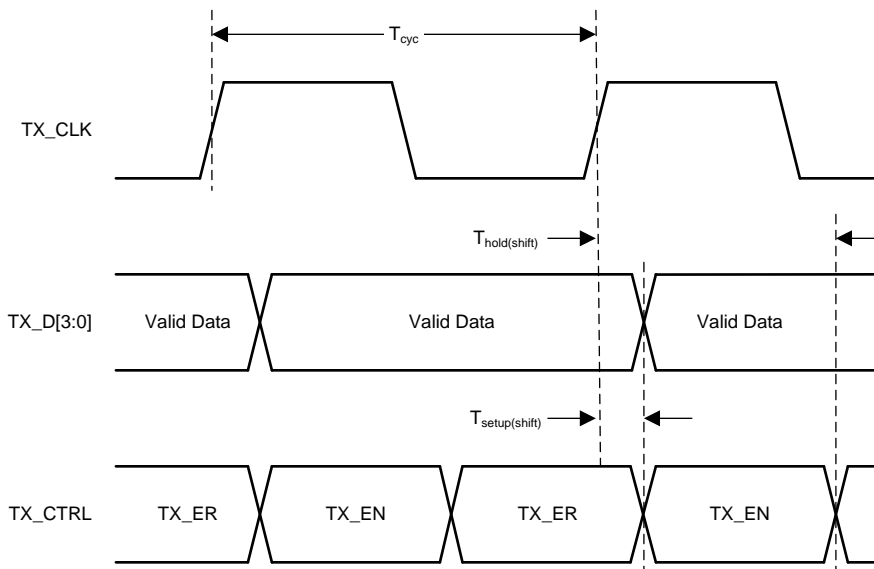 Tcyc
TX_CLK
Thold(shift)
TX_D[3:0]
Valid Data
Valid Data
Valid Data
Tsetup(shift)
TX_CTRL
TX_ER
TX_EN
TX_ER
TX_EN